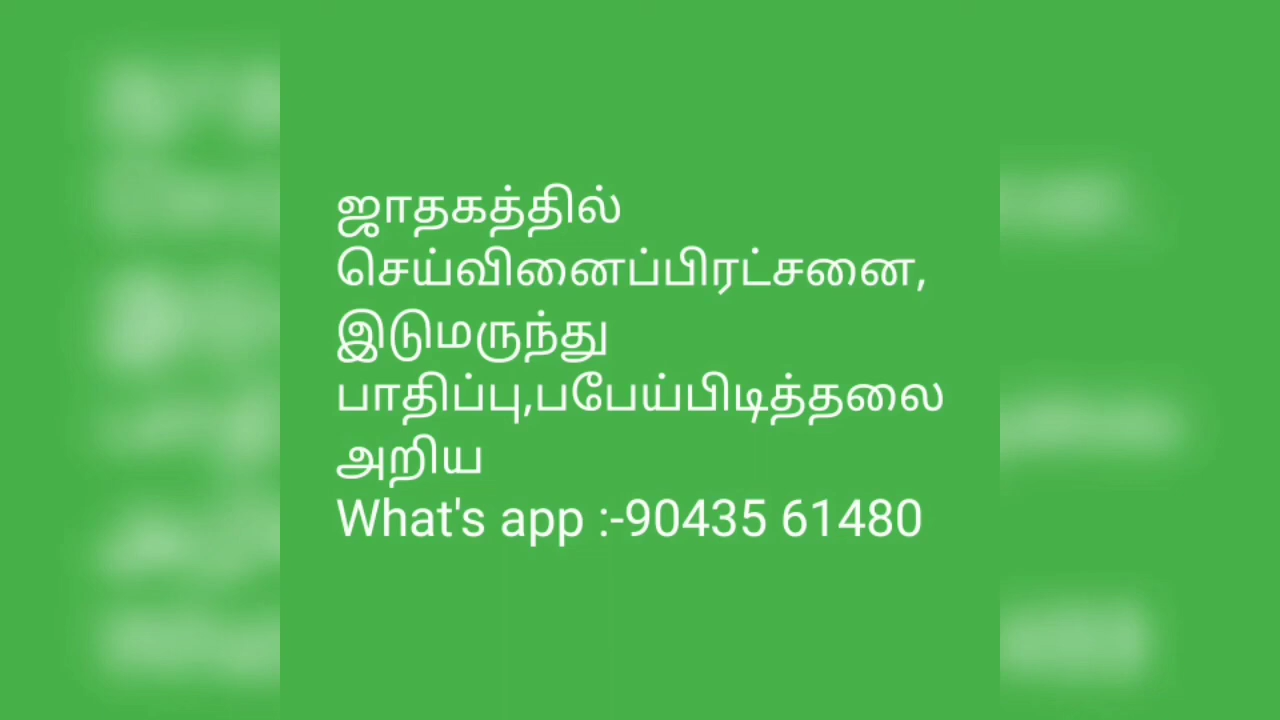 ஜாதகத்தில்
செய்வினைப்பிரட்சனை,
இடுமருந்து
பாதிப்பு,பபேய்பிடித்தலை
அறிய
What's app :-90435 61480